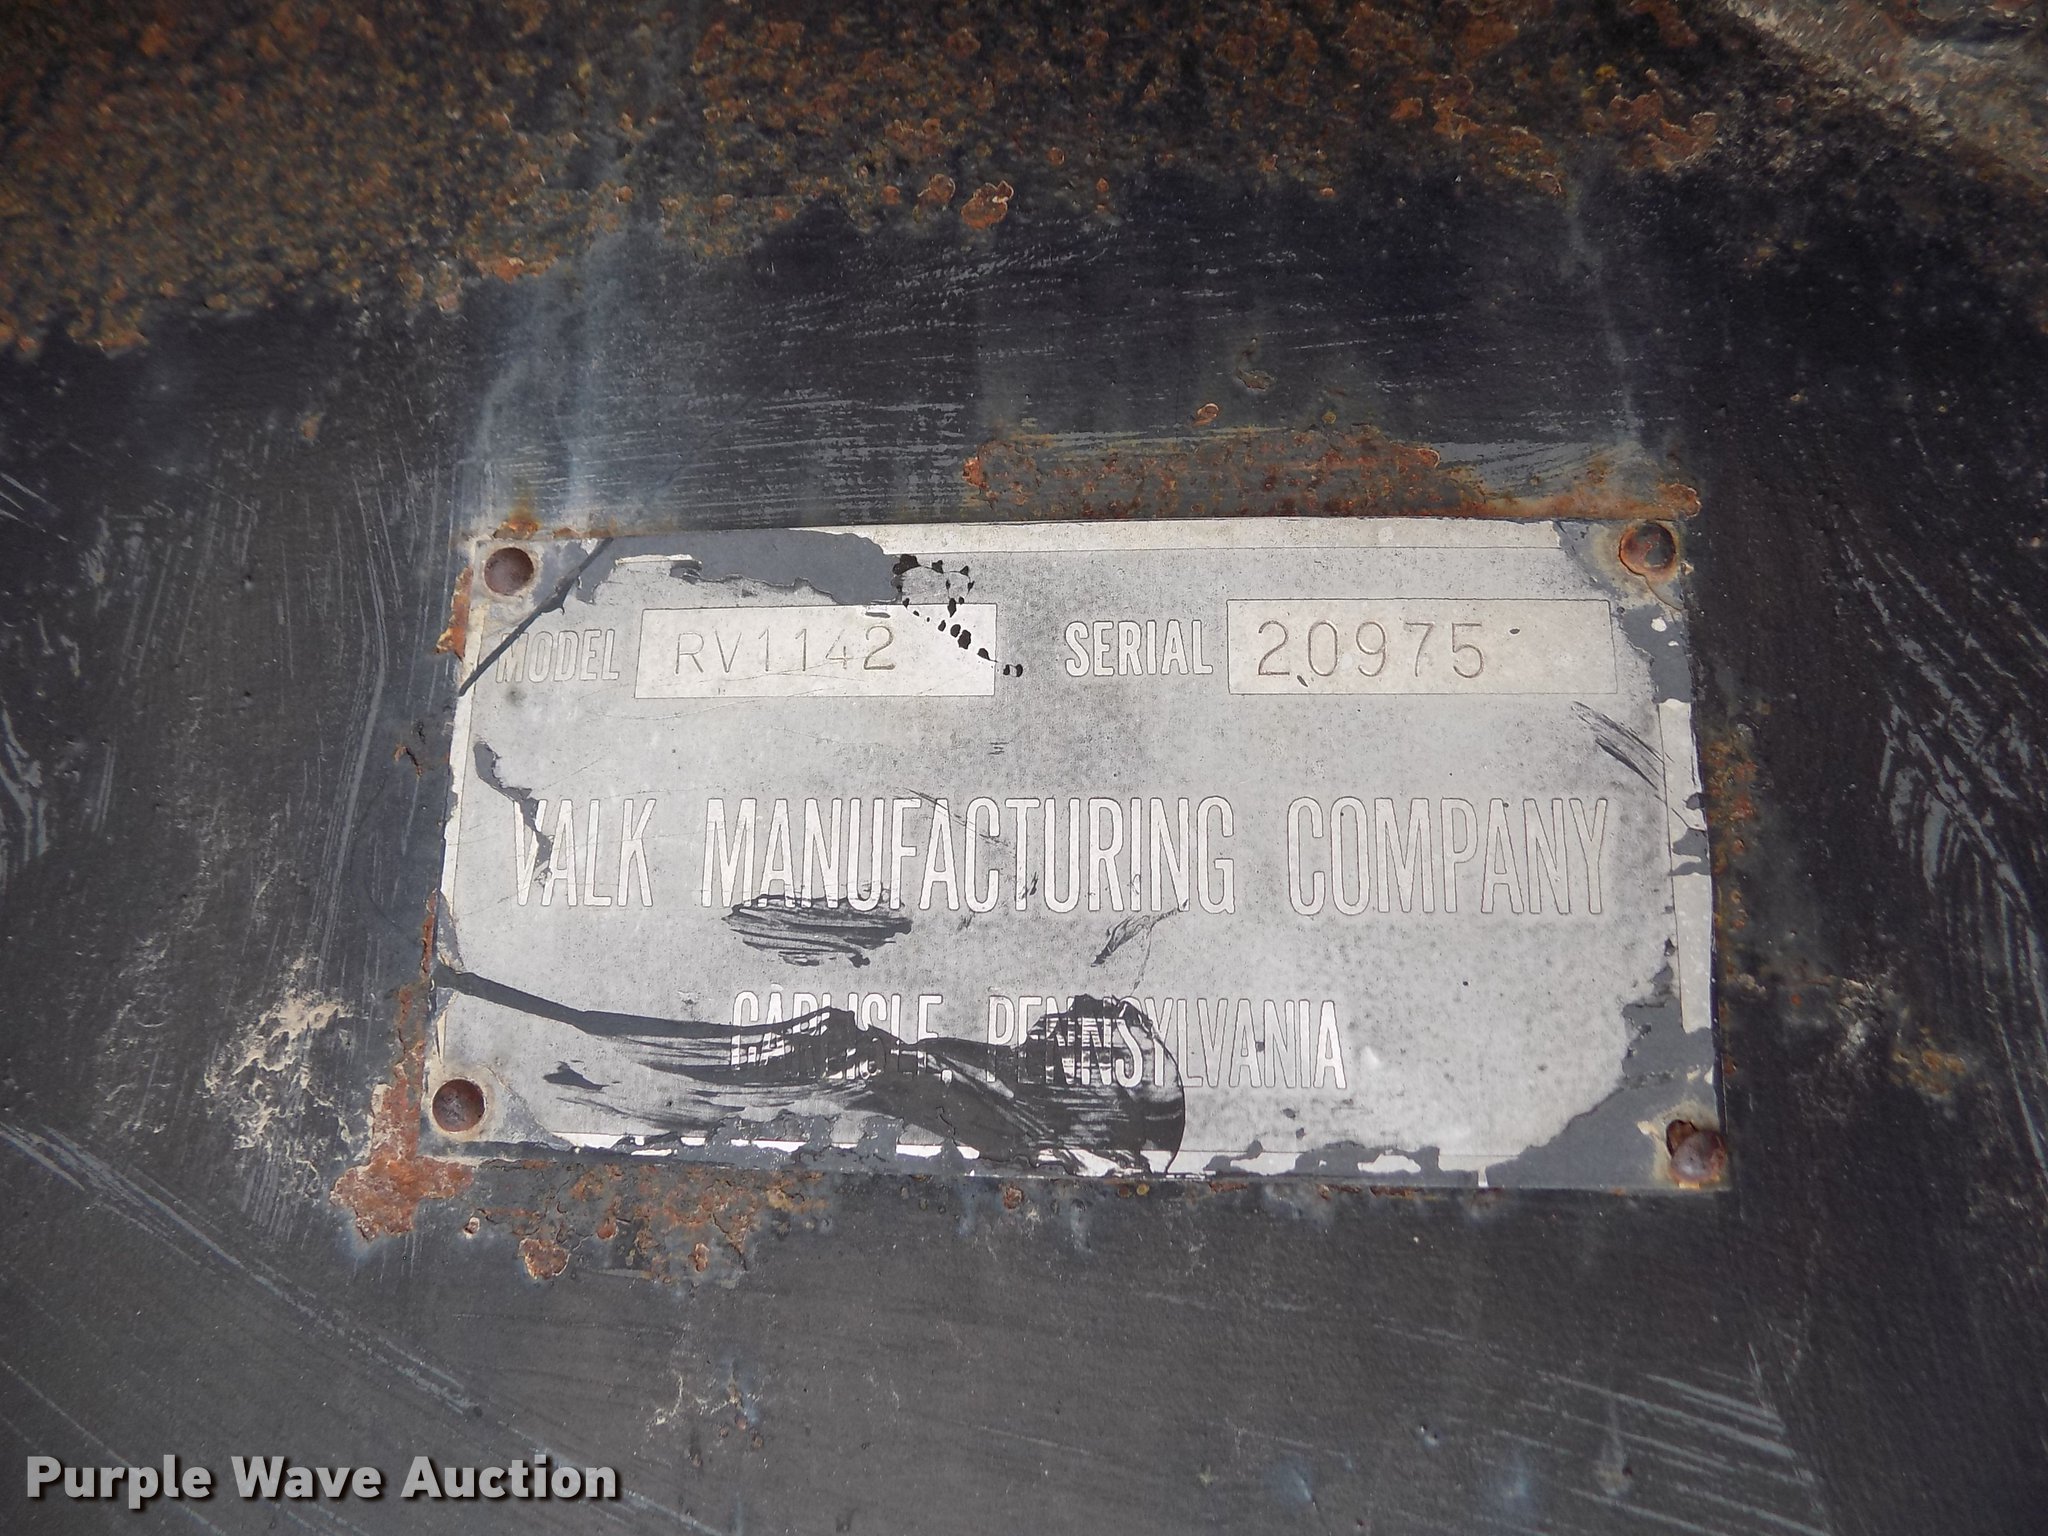 MODEL RV1142 SERIAL 20975
VALK MANUFACTURING COMPANY
CARLISLE, PENNSYLVANIA
Purple Wave Auction